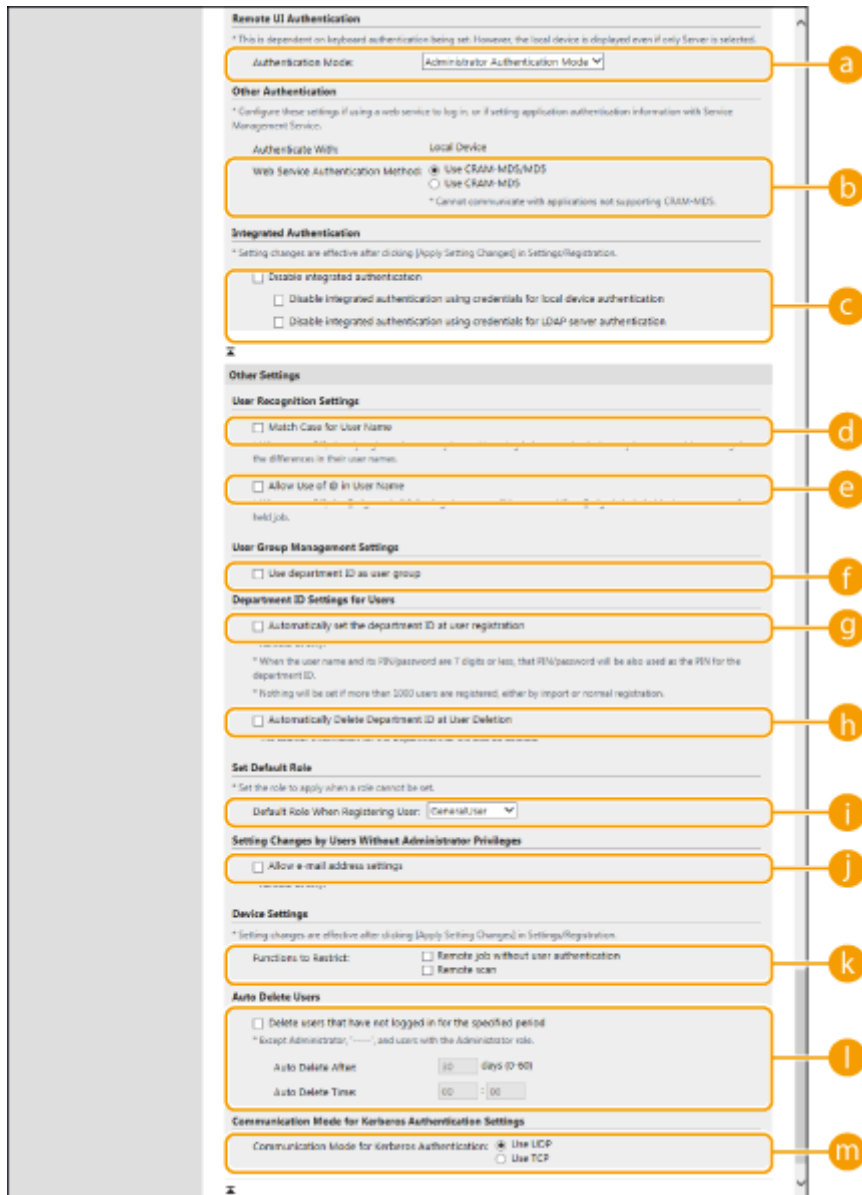 Remote UI Authentication
* This is dependent on keyboard authentication being set. However, the local device is displayed even if only Server is selected.
Authentication Mode: Administrator Authentication Mode
a
Other Authentication
* Configure these settings if using a web service to log in, or if setting application authentication information with Service
Management Service.
Authenticate With: Local Device
Web Service Authentication Method: Use CRAM-MD5/MD5
Use CRAM-MD5
b
* Cannot communicate with applications not supporting CRAM-MD5.
Integrated Authentication
* Setting changes are effective after clicking [Apply Setting Changes] in Settings/Registration.
Disable integrated authentication
Disable integrated authentication using credentials for local device authentication
c
Disable integrated authentication using credentials for LDAP server authentication
Other Settings
User Recognition Settings
Match Case for User Name
d
the differences in their user names.
Allow Use of @ in User Name
e
held job.
User Group Management Settings
Use department ID as user group
f
Department ID Settings for Users
Automatically set the department ID at user registration
g
* When the user name and its PIN/password are 7 digits or less, that PIN/password will be also used as the PIN for the
department ID.
* Nothing will be set if more than 1000 users are registered, either by import or normal registration.
Automatically Delete Department ID at User Deletion
h
Set Default Role
* Set the role to apply when a role cannot be set.
Default Role When Registering User: GeneralUser
i
Setting Changes by Users Without Administrator Privileges
Allow e-mail address settings
j
Device Settings
* Setting changes are effective after clicking [Apply Setting Changes] in Settings/Registration.
Functions to Restrict: Remote job without user authentication
Remote scan
k
Auto Delete Users
Delete users that have not logged in for the specified period
* Except Administrator, '-----', and users with the Administrator role.
l
Auto Delete After: 30 days (0-60)
Auto Delete Time: 00 : 00
Communication Mode for Kerberos Authentication Settings
Communication Mode for Kerberos Authentication: Use UDP
Use TCP
m